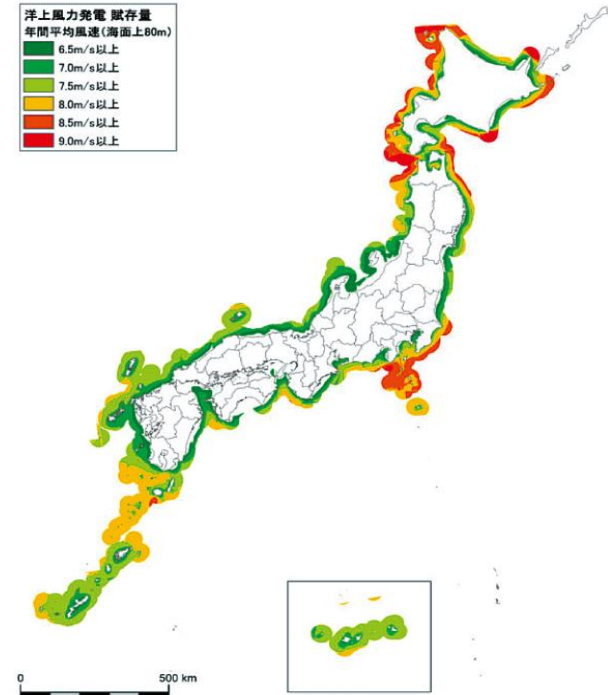 洋上風力発電 賦存量
年間平均風速(海面上80m)
6.5m/s以上
7.0m/s以上
7.5m/s以上
8.0m/s以上
8.5m/s以上
9.0m/s以上
0 500 km